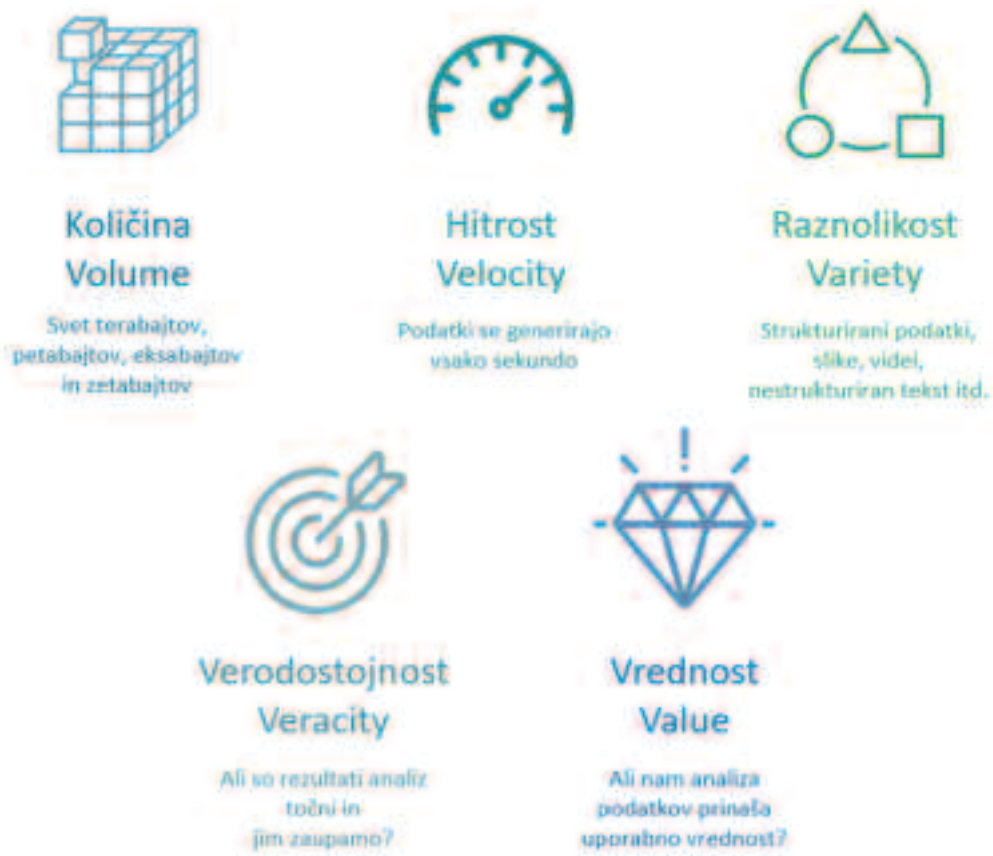 Količina
Volume
Svet terabajtov,
petabajtov, eksabajtov
in zetabajtov
Hitrost
Velocity
Podatki se generirajo
vsako sekundo
Raznolikost
Variety
Strukturirani podatki,
slike, videi,
nestrukturiran tekst itd.
Verodostojnost
Veracity
Ali so rezultati analiz
točni in
jim zaupamo?
Vrednost
Value
Ali nam analiza
podatkov prinaša
uporabno vrednost?